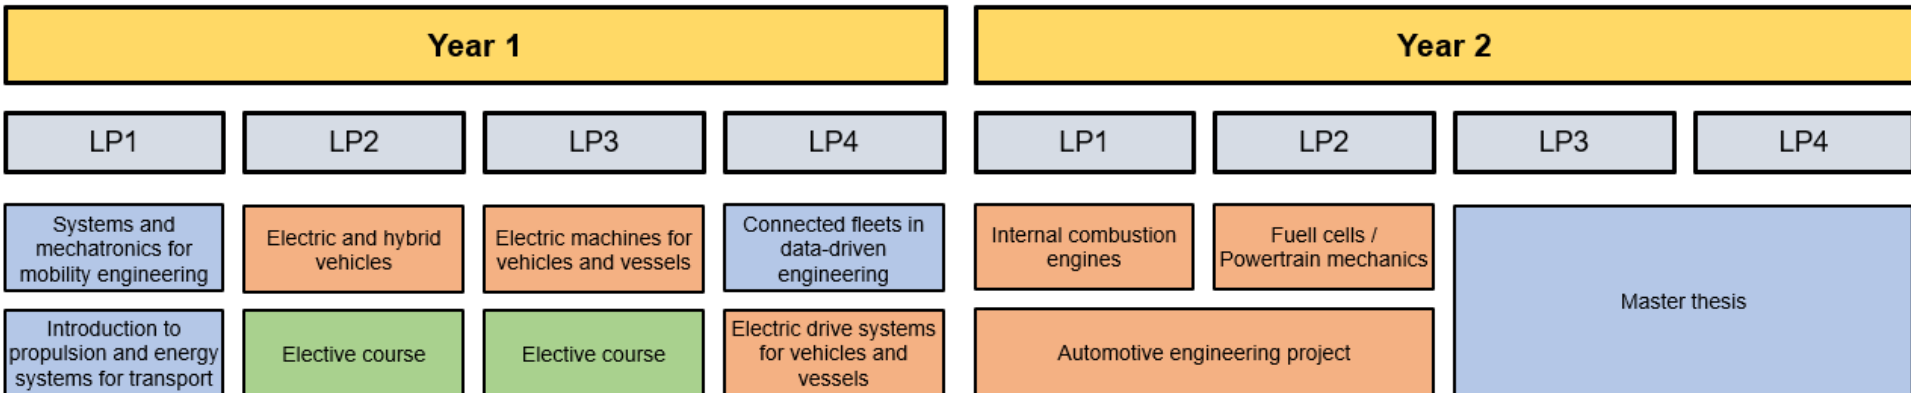 Year 1
Year 2
LP1
LP2
LP3
LP4
LP1
LP2
LP3
LP4
Systems and
mechatronics for
mobility engineering
Electric and hybrid
vehicles
Electric machines for
vehicles and vessels
Connected fleets in
data-driven
engineering
Internal combustion
engines
Fuell cells /
Powertrain mechanics
Master thesis
Introduction to
propulsion and energy
systems for transport
Elective course
Elective course
Electric drive systems
for vehicles and
vessels
Automotive engineering project